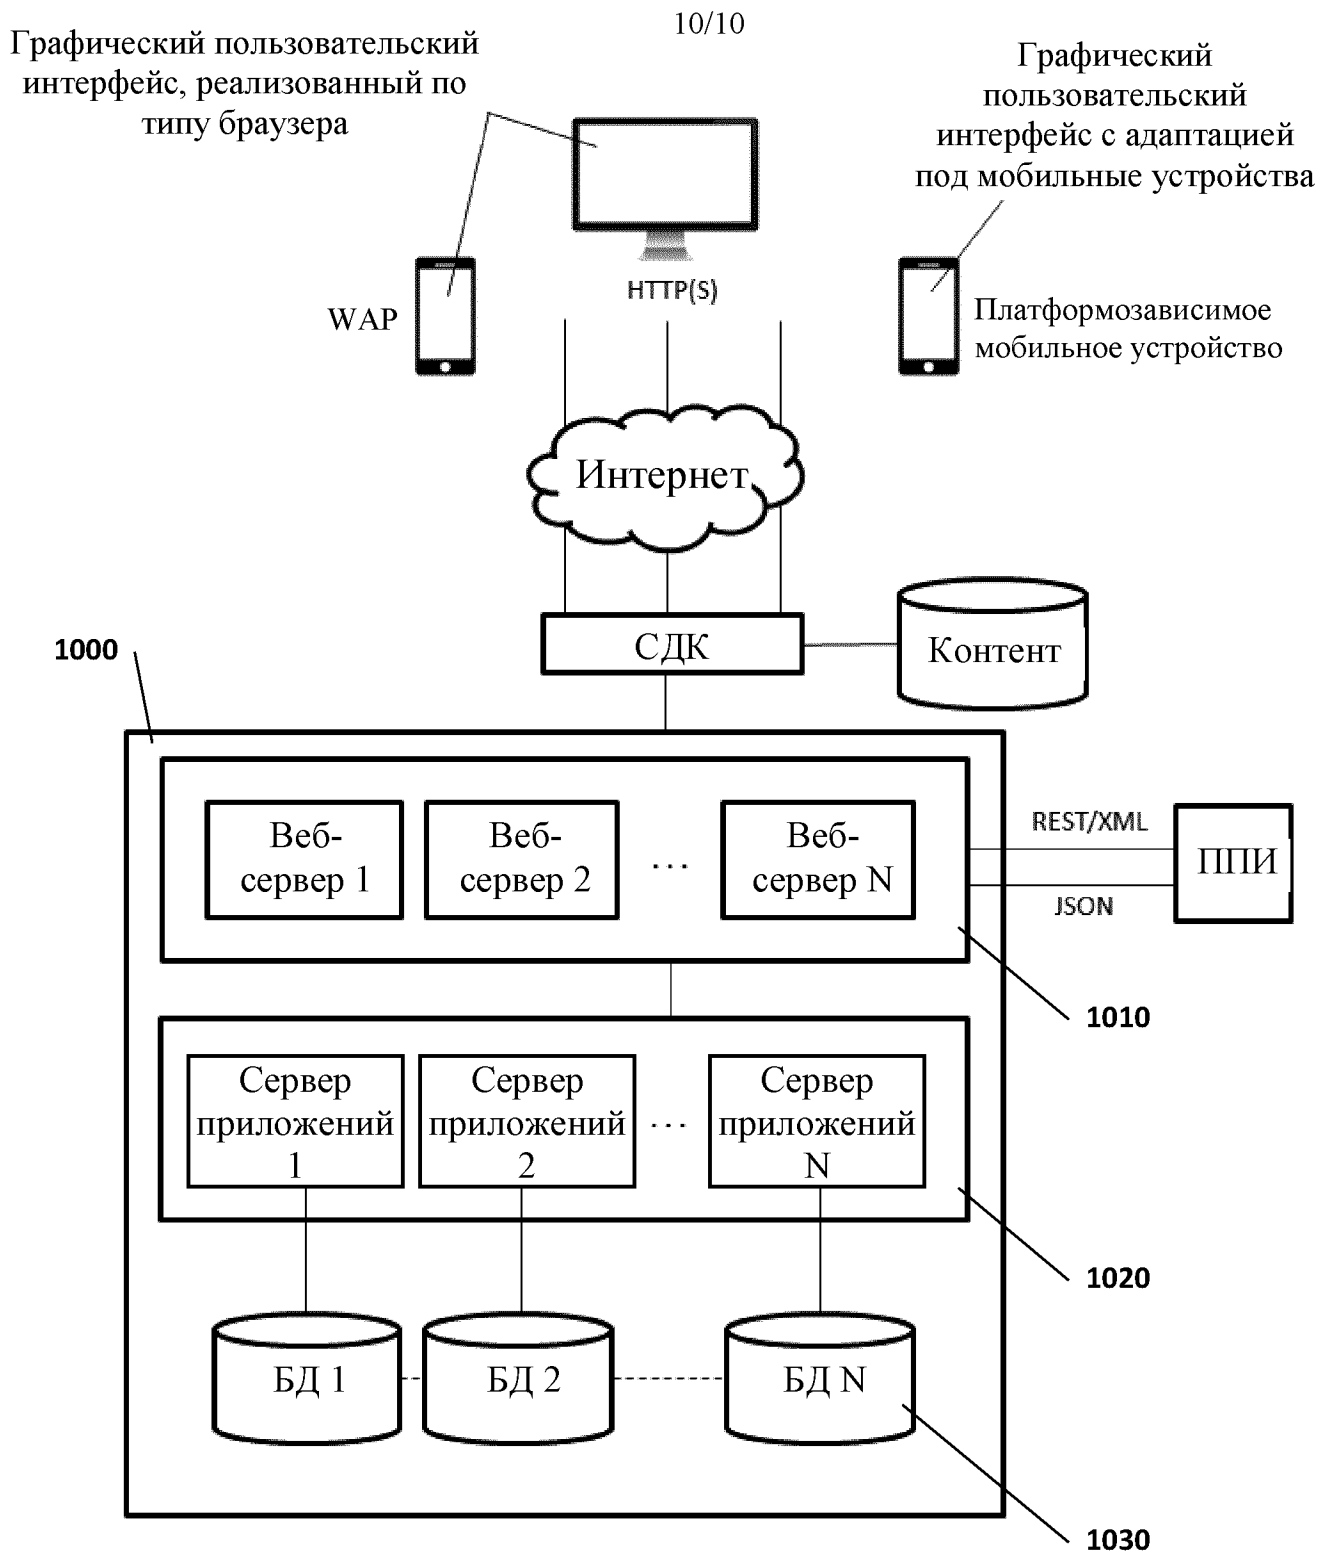 10/10
Графический пользовательский
интерфейс, реализованный по
типу браузера
Графический
пользовательский
интерфейс с адаптацией
под мобильные устройства
HTTP(S)
WAP
Платформозависимое
мобильное устройство
Интернет
СДК
Контент
1000
Веб-
сервер 1
Веб-
сервер 2
...
Веб-
сервер N
REST/XML
JSON
ППИ
1010
Сервер
приложений
1
Сервер
приложений
2
...
Сервер
приложений
N
1020
БД 1
БД 2
БД N
1030